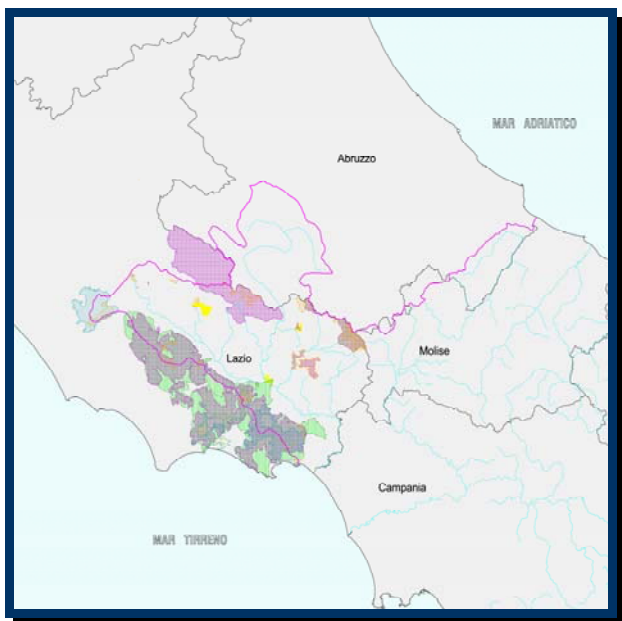 MAR ADRIATICO
Abruzzo
Lazio
Molise
Campania
MAR TIRRENO